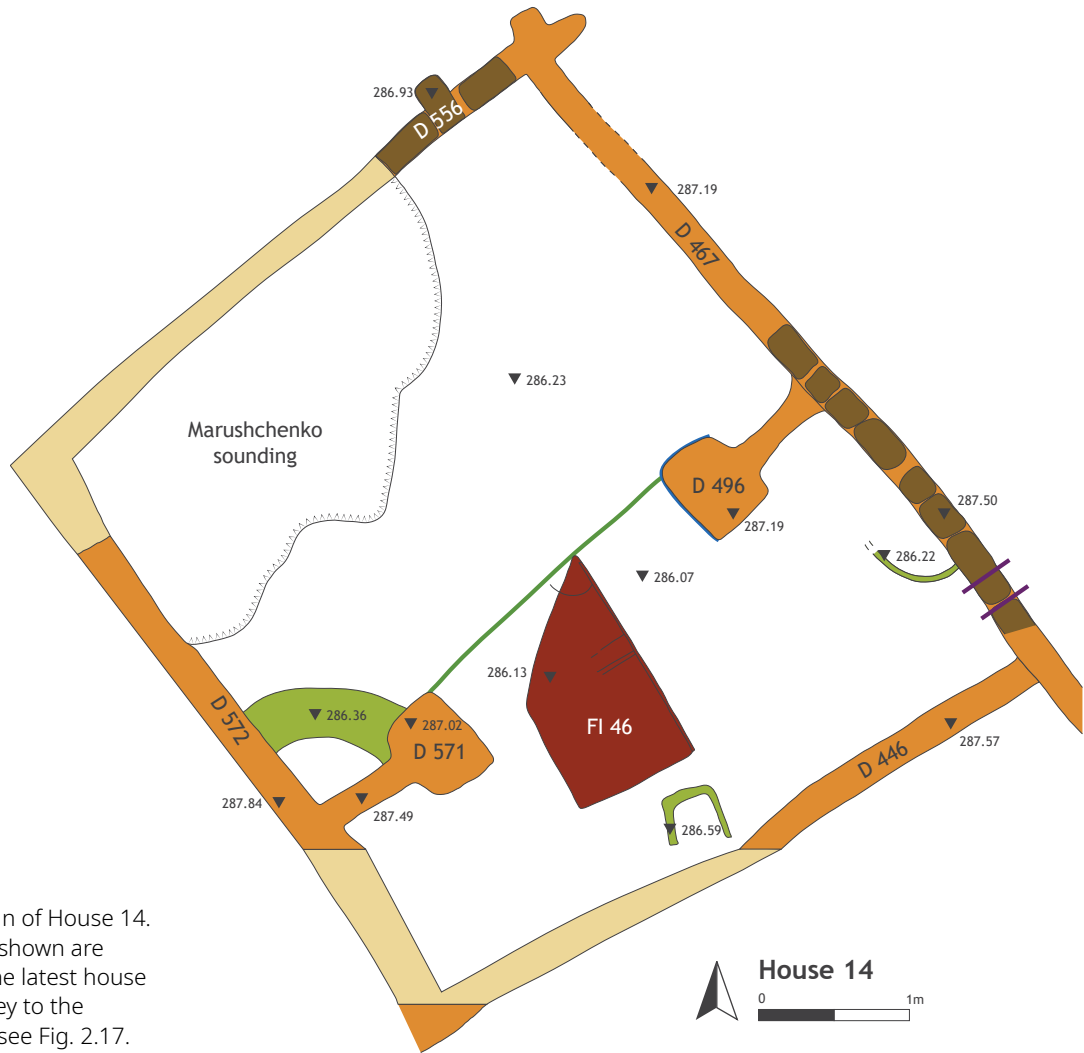 286.93
D 556
287.19
D 467
286.23
Marushchenko
sounding
D 496
287.19
287.50
286.22
286.07
286.13
FI 46
286.36
287.02
D 571
D 572
287.84
287.49
D 446
287.57
286.59
n of House 14.
shown are
e latest house
ey to the
see Fig. 2.17.
House 14
0
1m